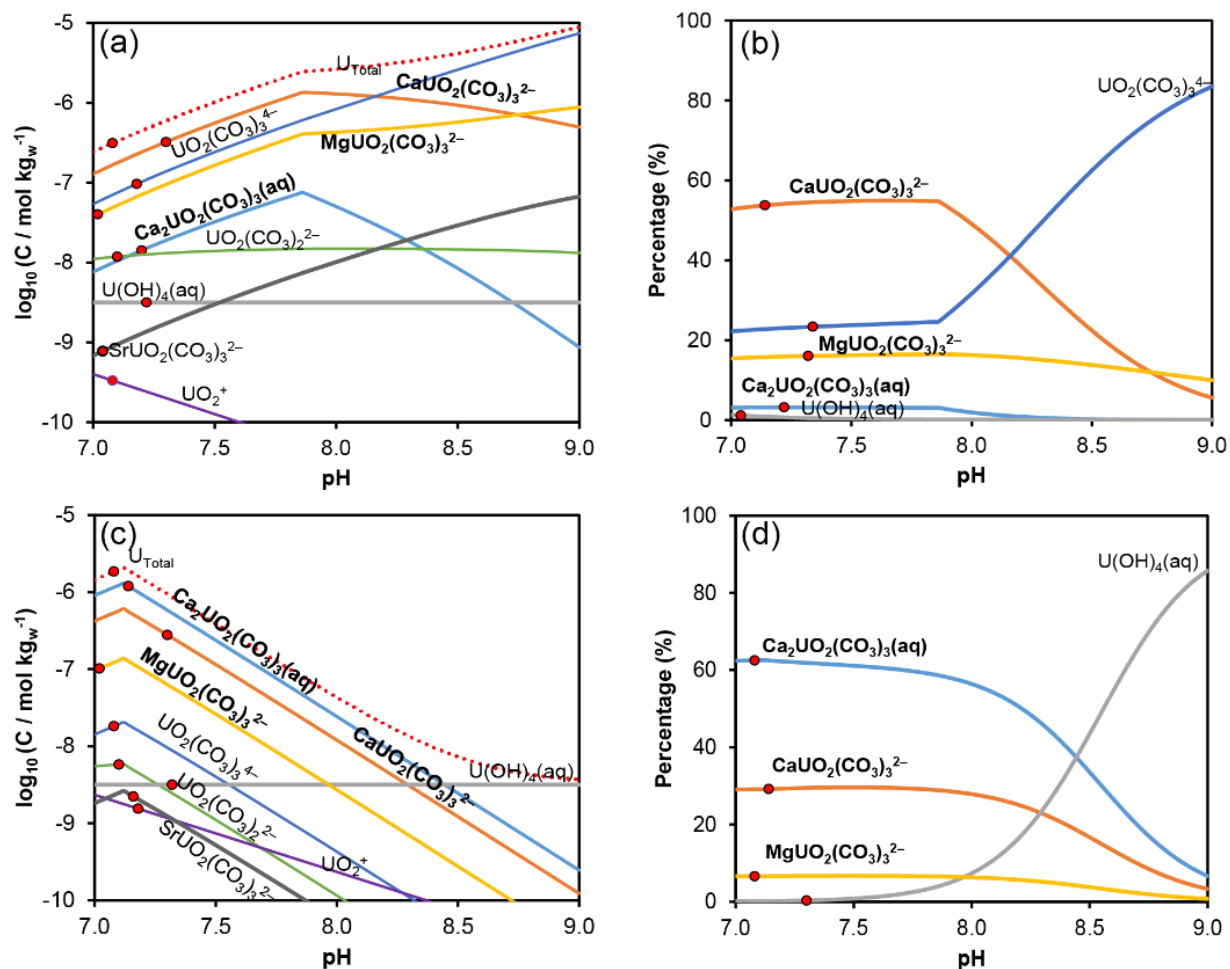 (a)
-5
-6
-7
-8
-9
-10
log₁₀ (C / mol kg_w⁻¹)
U_Total
CaUO₂(CO₃)₃²⁻
UO₂(CO₃)₃⁴⁻
MgUO₂(CO₃)₃²⁻
Ca₂UO₂(CO₃)₃(aq)
UO₂(CO₃)₂²⁻
U(OH)₄(aq)
SrUO₂(CO₃)₃²⁻
UO₂⁺
7.0 7.5 8.0 8.5 9.0
pH
(b)
100
80
60
40
20
0
Percentage (%)
UO₂(CO₃)₃⁴⁻
CaUO₂(CO₃)₃²⁻
MgUO₂(CO₃)₃²⁻
Ca₂UO₂(CO₃)₃(aq)
U(OH)₄(aq)
7.0 7.5 8.0 8.5 9.0
pH
(c)
-5
-6
-7
-8
-9
-10
log₁₀ (C / mol kg_w⁻¹)
U_Total
Ca₂UO₂(CO₃)₃(aq)
MgUO₂(CO₃)₃²⁻
CaUO₂(CO₃)₃²⁻
UO₂(CO₃)₃⁴⁻
U(OH)₄(aq)
UO₂(CO₃)₂²⁻
UO₂⁺
SrUO₂(CO₃)₃²⁻
7.0 7.5 8.0 8.5 9.0
pH
(d)
100
80
60
40
20
0
Percentage (%)
U(OH)₄(aq)
Ca₂UO₂(CO₃)₃(aq)
CaUO₂(CO₃)₃²⁻
MgUO₂(CO₃)₃²⁻
7.0 7.5 8.0 8.5 9.0
pH